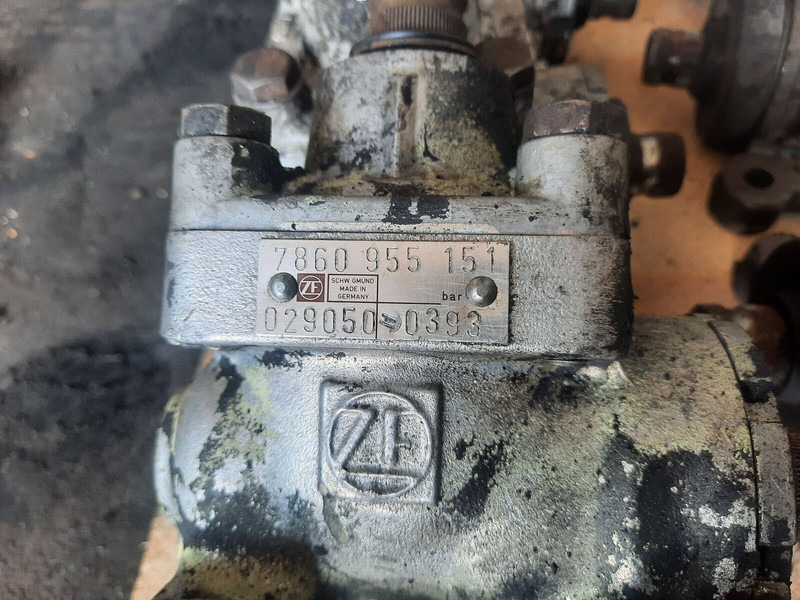 7860 955 151
ZF
SCHW. GMÜND
MADE IN
GERMANY
bar
029050 0393
ZF